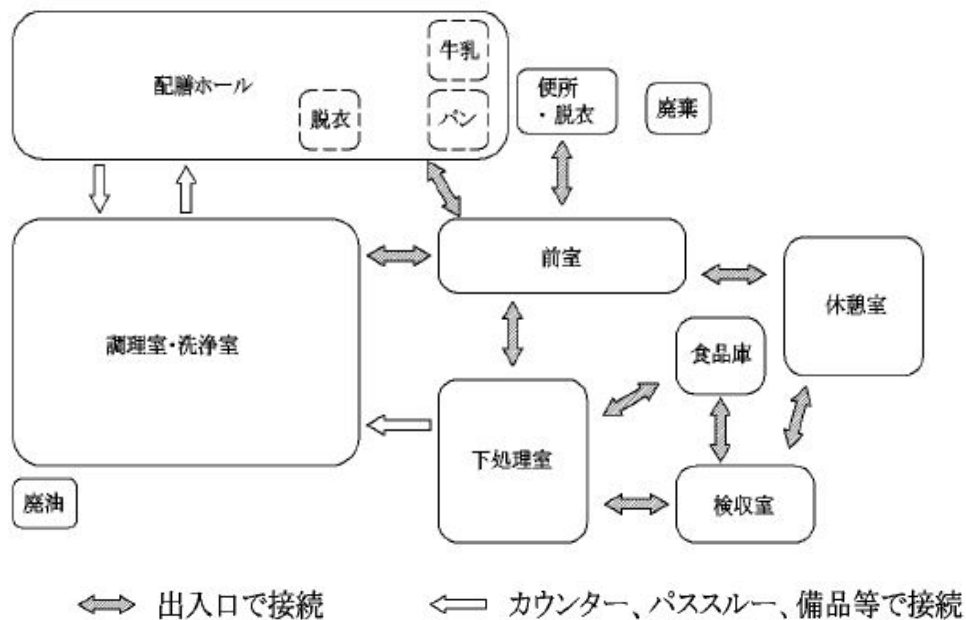 牛乳
配膳ホール
脱衣
パン
便所
・脱衣
廃棄
前室
休憩室
調理室・洗浄室
食品庫
下処理室
検収室
廃油
出入口で接続
カウンター、パススルー、備品等で接続